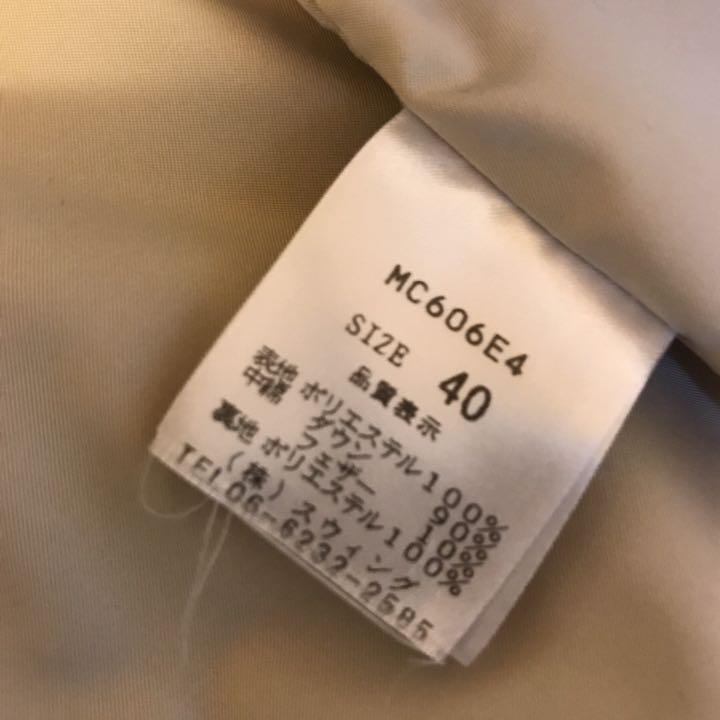 MC606E4
SIZE 40
品質表示
表地 ポリエステル100%
中綿 ダウン 90%
フェザー 10%
裏地 ポリエステル100%
(株)スウィング
TEL06-6232-2585